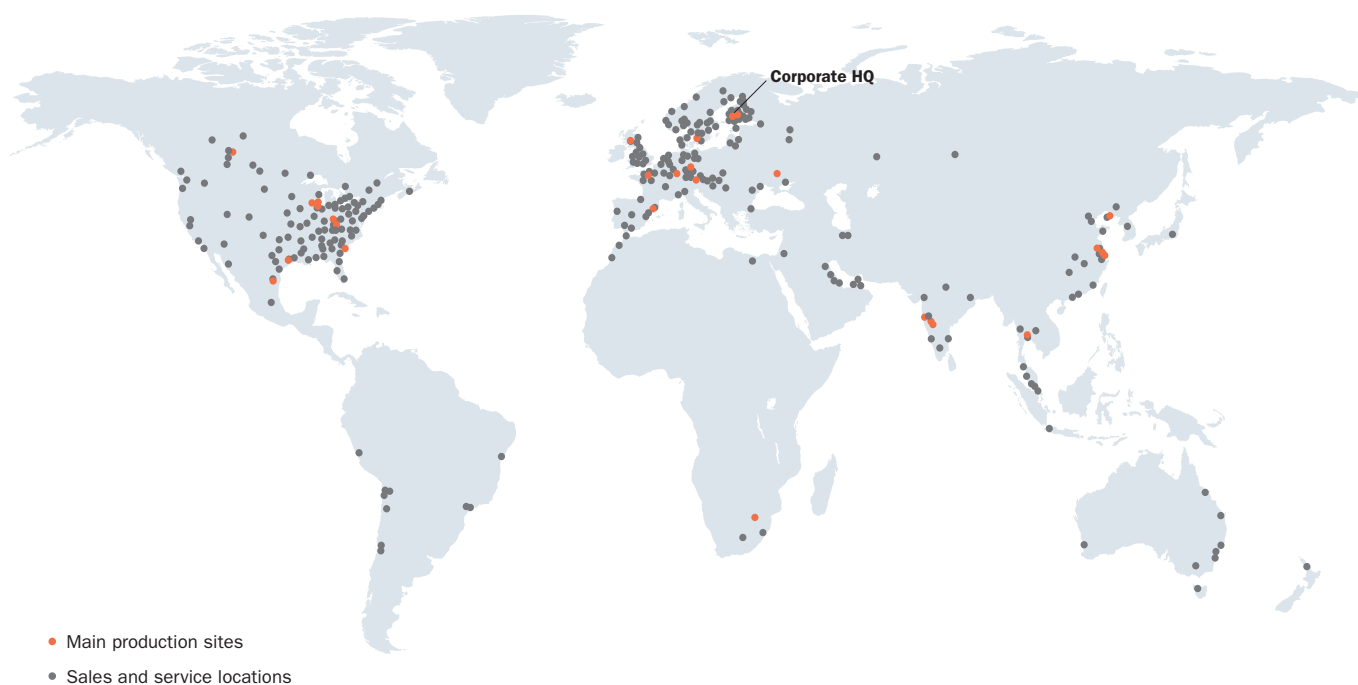 Corporate HQ
Main production sites
Sales and service locations